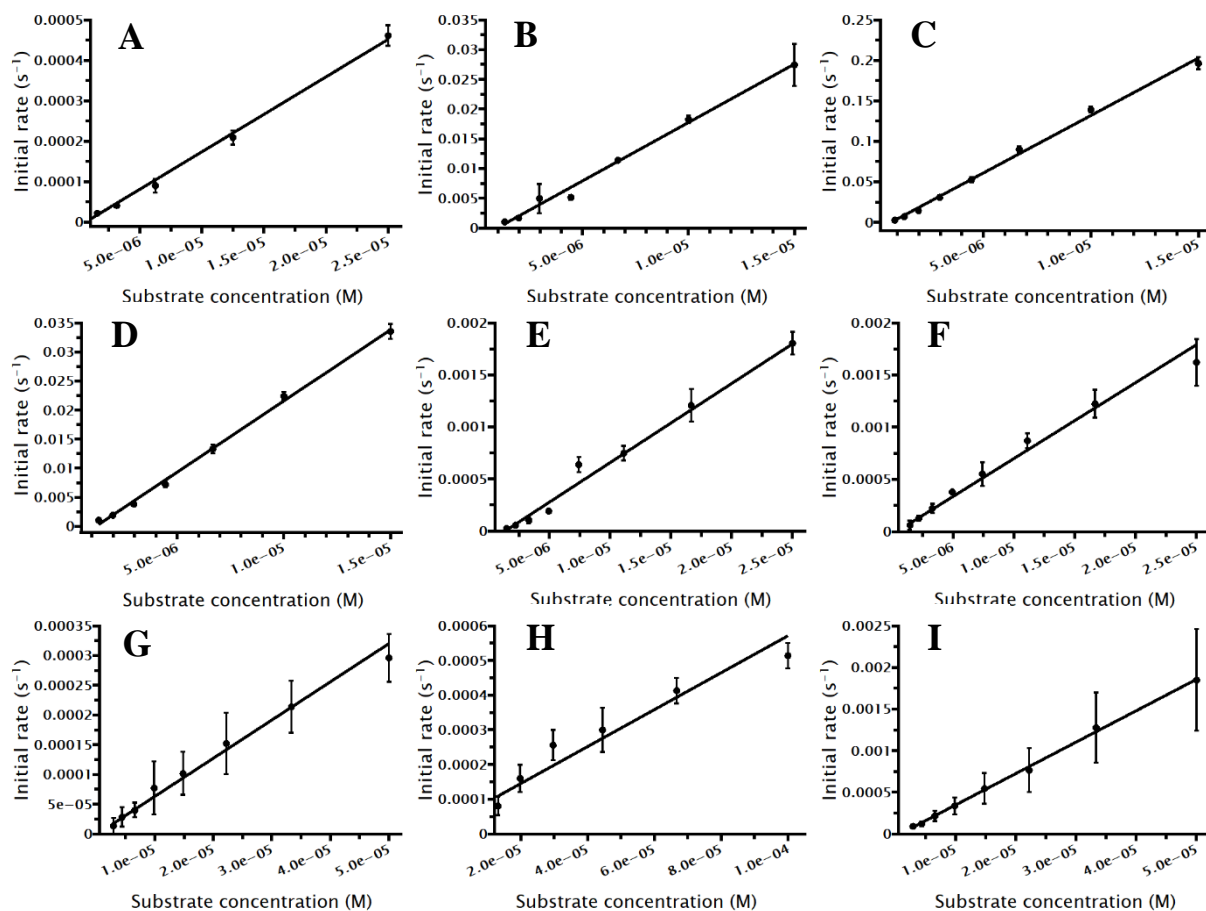 A
Initial rate (s⁻¹)
0.0005
0.0004
0.0003
0.0002
0.0001
0
5.0e−06
1.0e−05
1.5e−05
2.0e−05
2.5e−05
Substrate concentration (M)
B
Initial rate (s⁻¹)
0.035
0.03
0.025
0.02
0.015
0.01
0.005
0
5.0e−06
1.0e−05
1.5e−05
Substrate concentration (M)
C
Initial rate (s⁻¹)
0.25
0.2
0.15
0.1
0.05
0
5.0e−06
1.0e−05
1.5e−05
Substrate concentration (M)
D
Initial rate (s⁻¹)
0.035
0.03
0.025
0.02
0.015
0.01
0.005
0
5.0e−06
1.0e−05
1.5e−05
Substrate concentration (M)
E
Initial rate (s⁻¹)
0.002
0.0015
0.001
0.0005
0
5.0e−06
1.0e−05
1.5e−05
2.0e−05
2.5e−05
Substrate concentration (M)
F
Initial rate (s⁻¹)
0.002
0.0015
0.001
0.0005
0
5.0e−06
1.0e−05
1.5e−05
2.0e−05
2.5e−05
Substrate concentration (M)
G
Initial rate (s⁻¹)
0.00035
0.0003
0.00025
0.0002
0.00015
0.0001
5e−05
0
1.0e−05
2.0e−05
3.0e−05
4.0e−05
5.0e−05
Substrate concentration (M)
H
Initial rate (s⁻¹)
0.0006
0.0005
0.0004
0.0003
0.0002
0.0001
0
2.0e−05
4.0e−05
6.0e−05
8.0e−05
1.0e−04
Substrate concentration (M)
I
Initial rate (s⁻¹)
0.0025
0.002
0.0015
0.001
0.0005
0
1.0e−05
2.0e−05
3.0e−05
4.0e−05
5.0e−05
Substrate concentration (M)